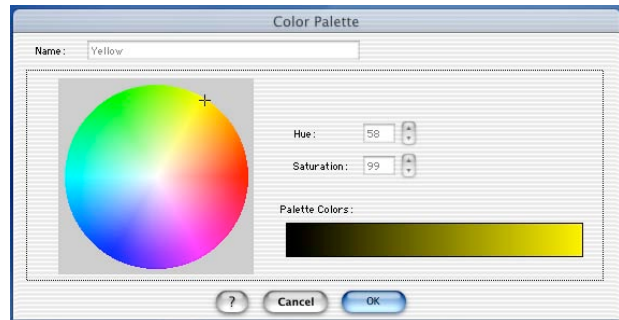 Color Palette
Name: Yellow
Hue: 58
Saturation: 99
Palette Colors:
? Cancel OK